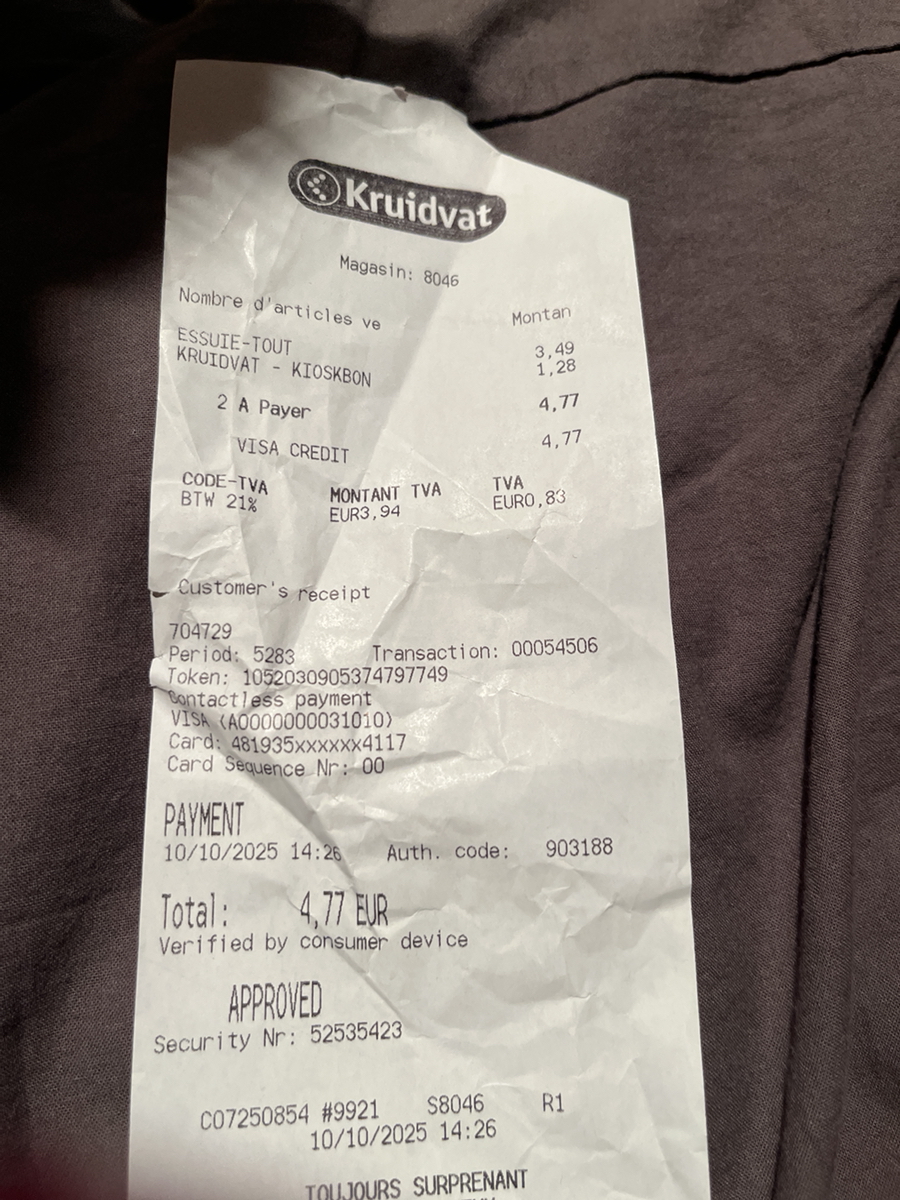 Kruidvat
Magasin: 8046
Nombre d'articles ve Montan
ESSUIE-TOUT 3,49
KRUIDVAT - KIOSKBON 1,28
2 A Payer 4,77
VISA CREDIT 4,77
CODE-TVA MONTANT TVA TVA
BTW 21% EUR3,94 EUR0,83
Customer's receipt
704729
Period: 5283 Transaction: 00054506
Token: 1052030905374797749
Contactless payment
VISA (A0000000031010)
Card: 481935xxxxxx4117
Card Sequence Nr: 00
PAYMENT
10/10/2025 14:26 Auth. code: 903188
Total: 4,77 EUR
Verified by consumer device
APPROVED
Security Nr: 52535423
C07250854 #9921 S8046 R1
10/10/2025 14:26
TOUJOURS SURPRENANT